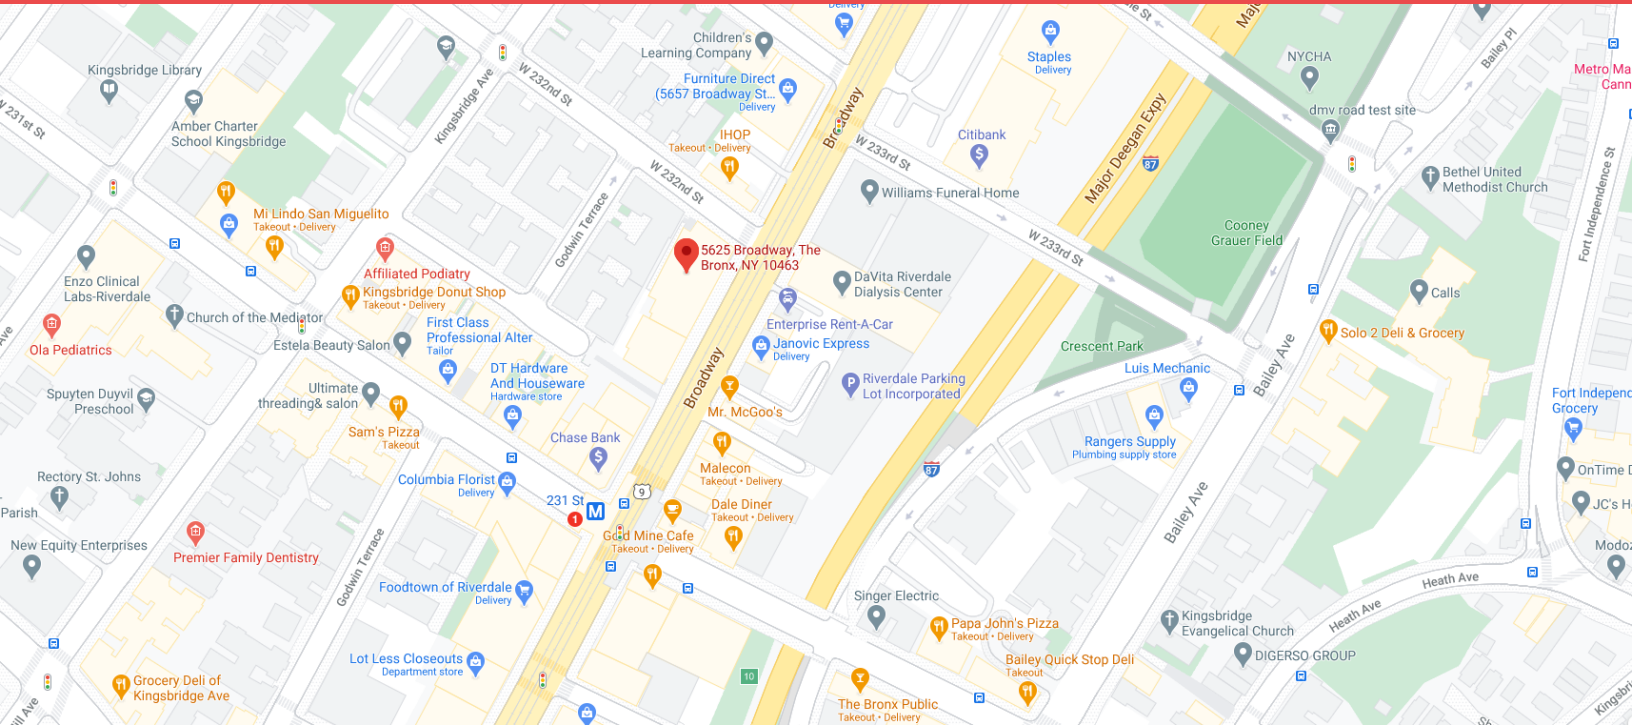 Delivery
ne St
Major
Bailey Pl
Children's
Learning Company
Staples
Delivery
NYCHA
Metro Ma
Cann
Kingsbridge Library
W 232nd St
Furniture Direct
(5657 Broadway St...
Delivery
Broadway
Major Deegan Expy
87
dmv road test site
W 231st St
Amber Charter
School Kingsbridge
Kingsbridge Ave
IHOP
Takeout • Delivery
W 233rd St
Citibank
W 232nd St
Williams Funeral Home
Bethel United
Methodist Church
Fort Independence St
Mi Lindo San Miguelito
Takeout • Delivery
Godwin Terrace
5625 Broadway, The
Bronx, NY 10463
W 233rd St
Cooney
Grauer Field
Enzo Clinical
Labs-Riverdale
Affiliated Podiatry
Kingsbridge Donut Shop
Takeout • Delivery
DaVita Riverdale
Dialysis Center
Calls
Church of the Mediator
First Class
Professional Alter
Tailor
Enterprise Rent-A-Car
Solo 2 Deli & Grocery
Ave
Ola Pediatrics
Estela Beauty Salon
Janovic Express
Delivery
Crescent Park
Bailey Ave
Spuyten Duyvil
Preschool
Ultimate
threading& salon
DT Hardware
And Houseware
Hardware store
Broadway
P
Riverdale Parking
Lot Incorporated
Luis Mechanic
Fort Independ
Grocery
Sam's Pizza
Takeout
Mr. McGoo's
Chase Bank
Rangers Supply
Plumbing supply store
Rectory St. Johns
Columbia Florist
Delivery
Malecon
Takeout • Delivery
87
OnTime D
Parish
231 St
M
1
9
Dale Diner
Takeout • Delivery
Bailey Ave
JC's H
New Equity Enterprises
Premier Family Dentistry
Gold Mine Cafe
Takeout • Delivery
Modoz
Godwin Terrace
Foodtown of Riverdale
Delivery
Singer Electric
Heath Ave
Heath Ave
Papa John's Pizza
Takeout • Delivery
Kingsbridge
Evangelical Church
Lot Less Closeouts
Department store
10
Bailey Quick Stop Deli
Takeout
DIGERSO GROUP
Grocery Deli of
Kingsbridge Ave
The Bronx Public
Takeout • Delivery
ill Ave
Kingsbri